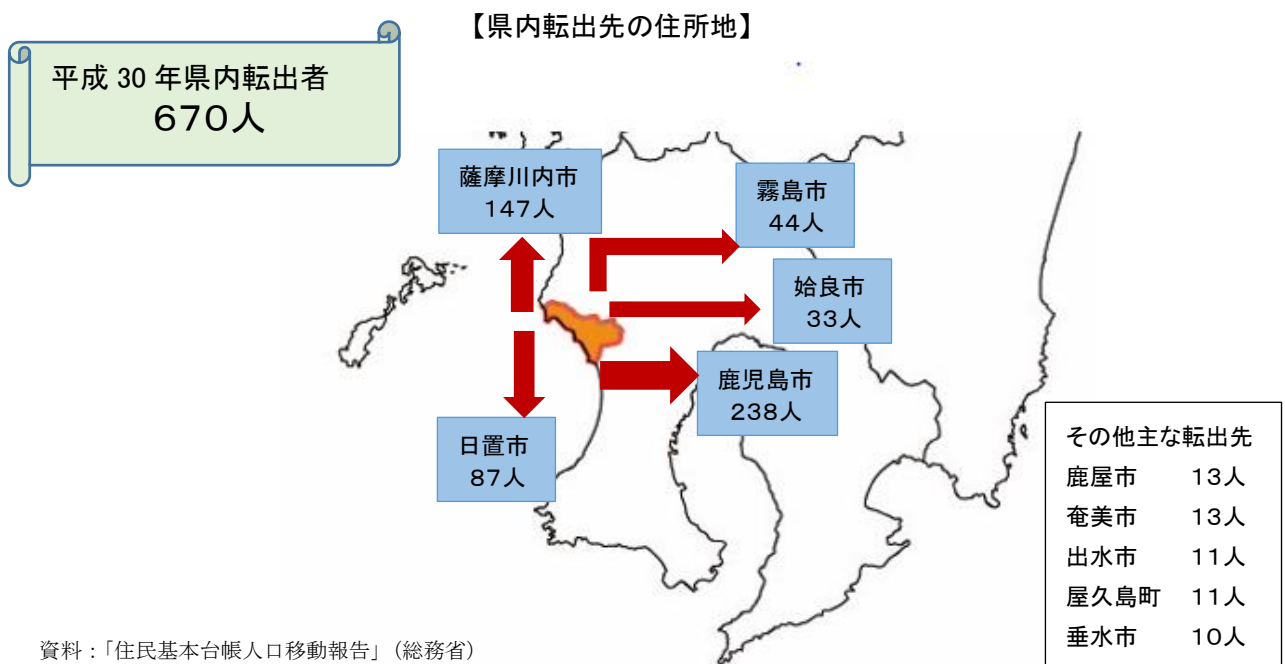 【県内転出先の住所地】
平成 30 年県内転出者
670人
薩摩川内市
147人
霧島市
44人
姶良市
33人
鹿児島市
238人
日置市
87人
その他主な転出先
鹿屋市 13人
奄美市 13人
出水市 11人
屋久島町 11人
垂水市 10人
資料：「住民基本台帳人口移動報告」（総務省）